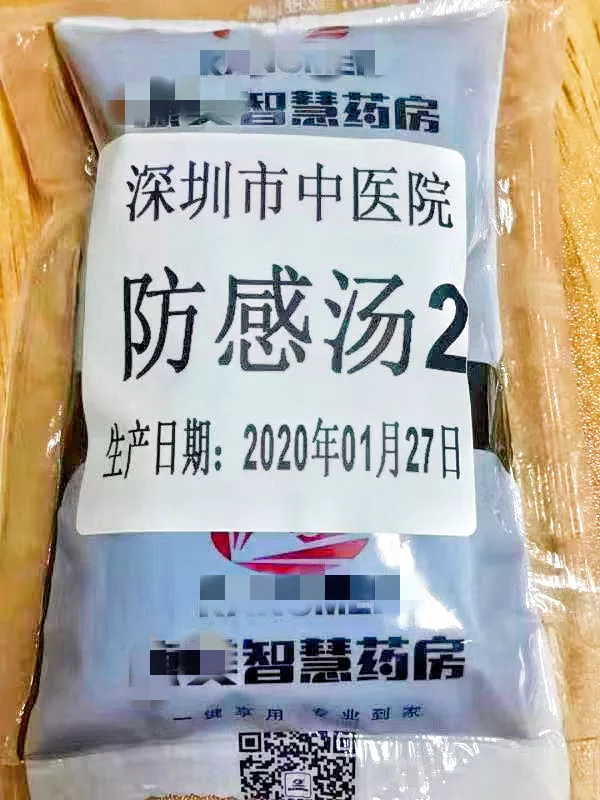 智慧药房
深圳市中医院
防感汤2
生产日期：2020年01月27日
美智慧药房
一键享用 专业到家